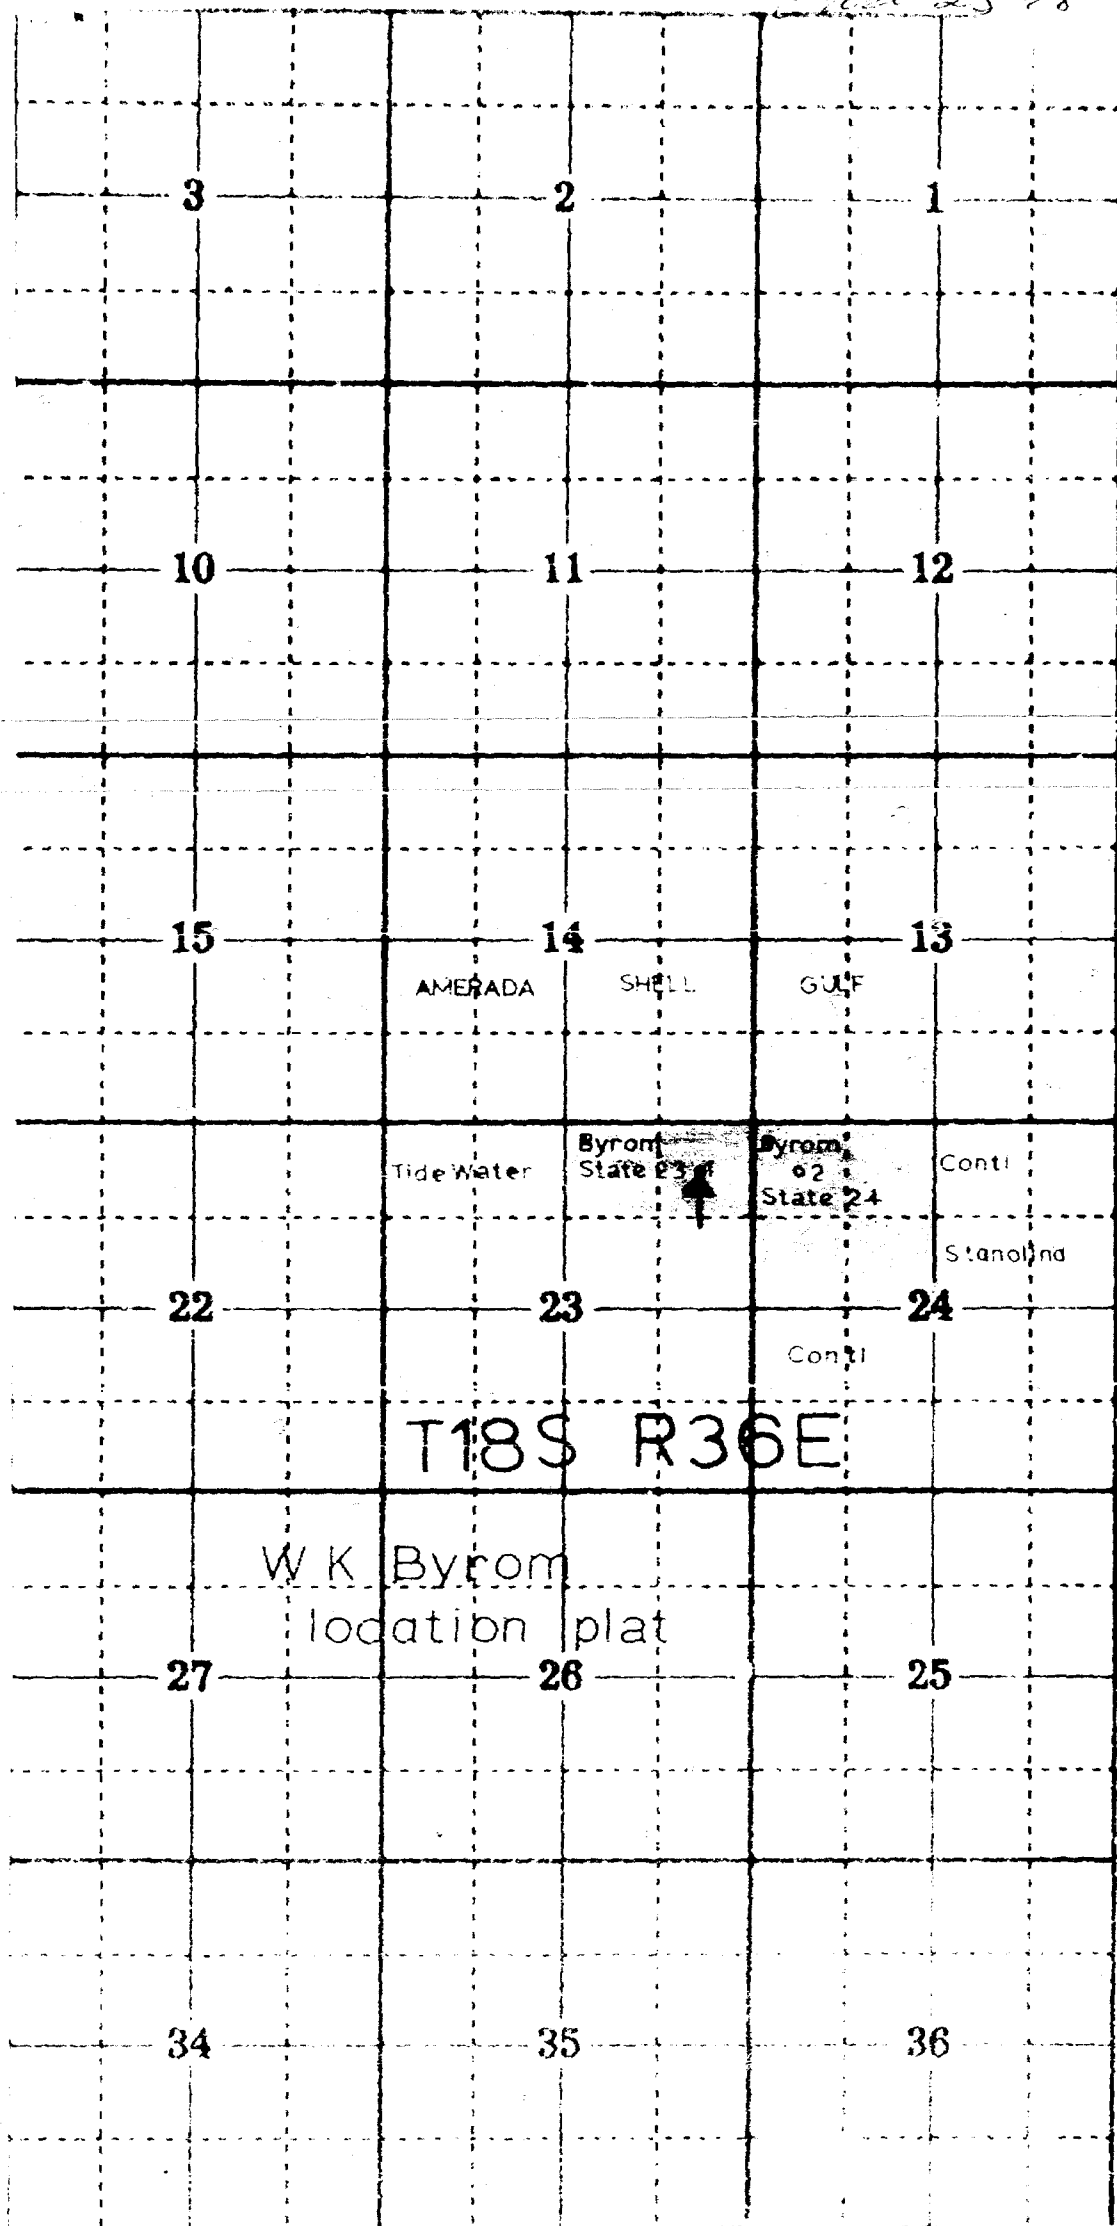 3 2 1
10 11 12
15 14 13
AMERADA SHELL GULF
Byrom Byrom
Tide Water State 23 o2 Conti
State 24
Stanolind
22 23 24
Conti
T18S R36E
W K Byrom
location plat
27 26 25
34 35 36